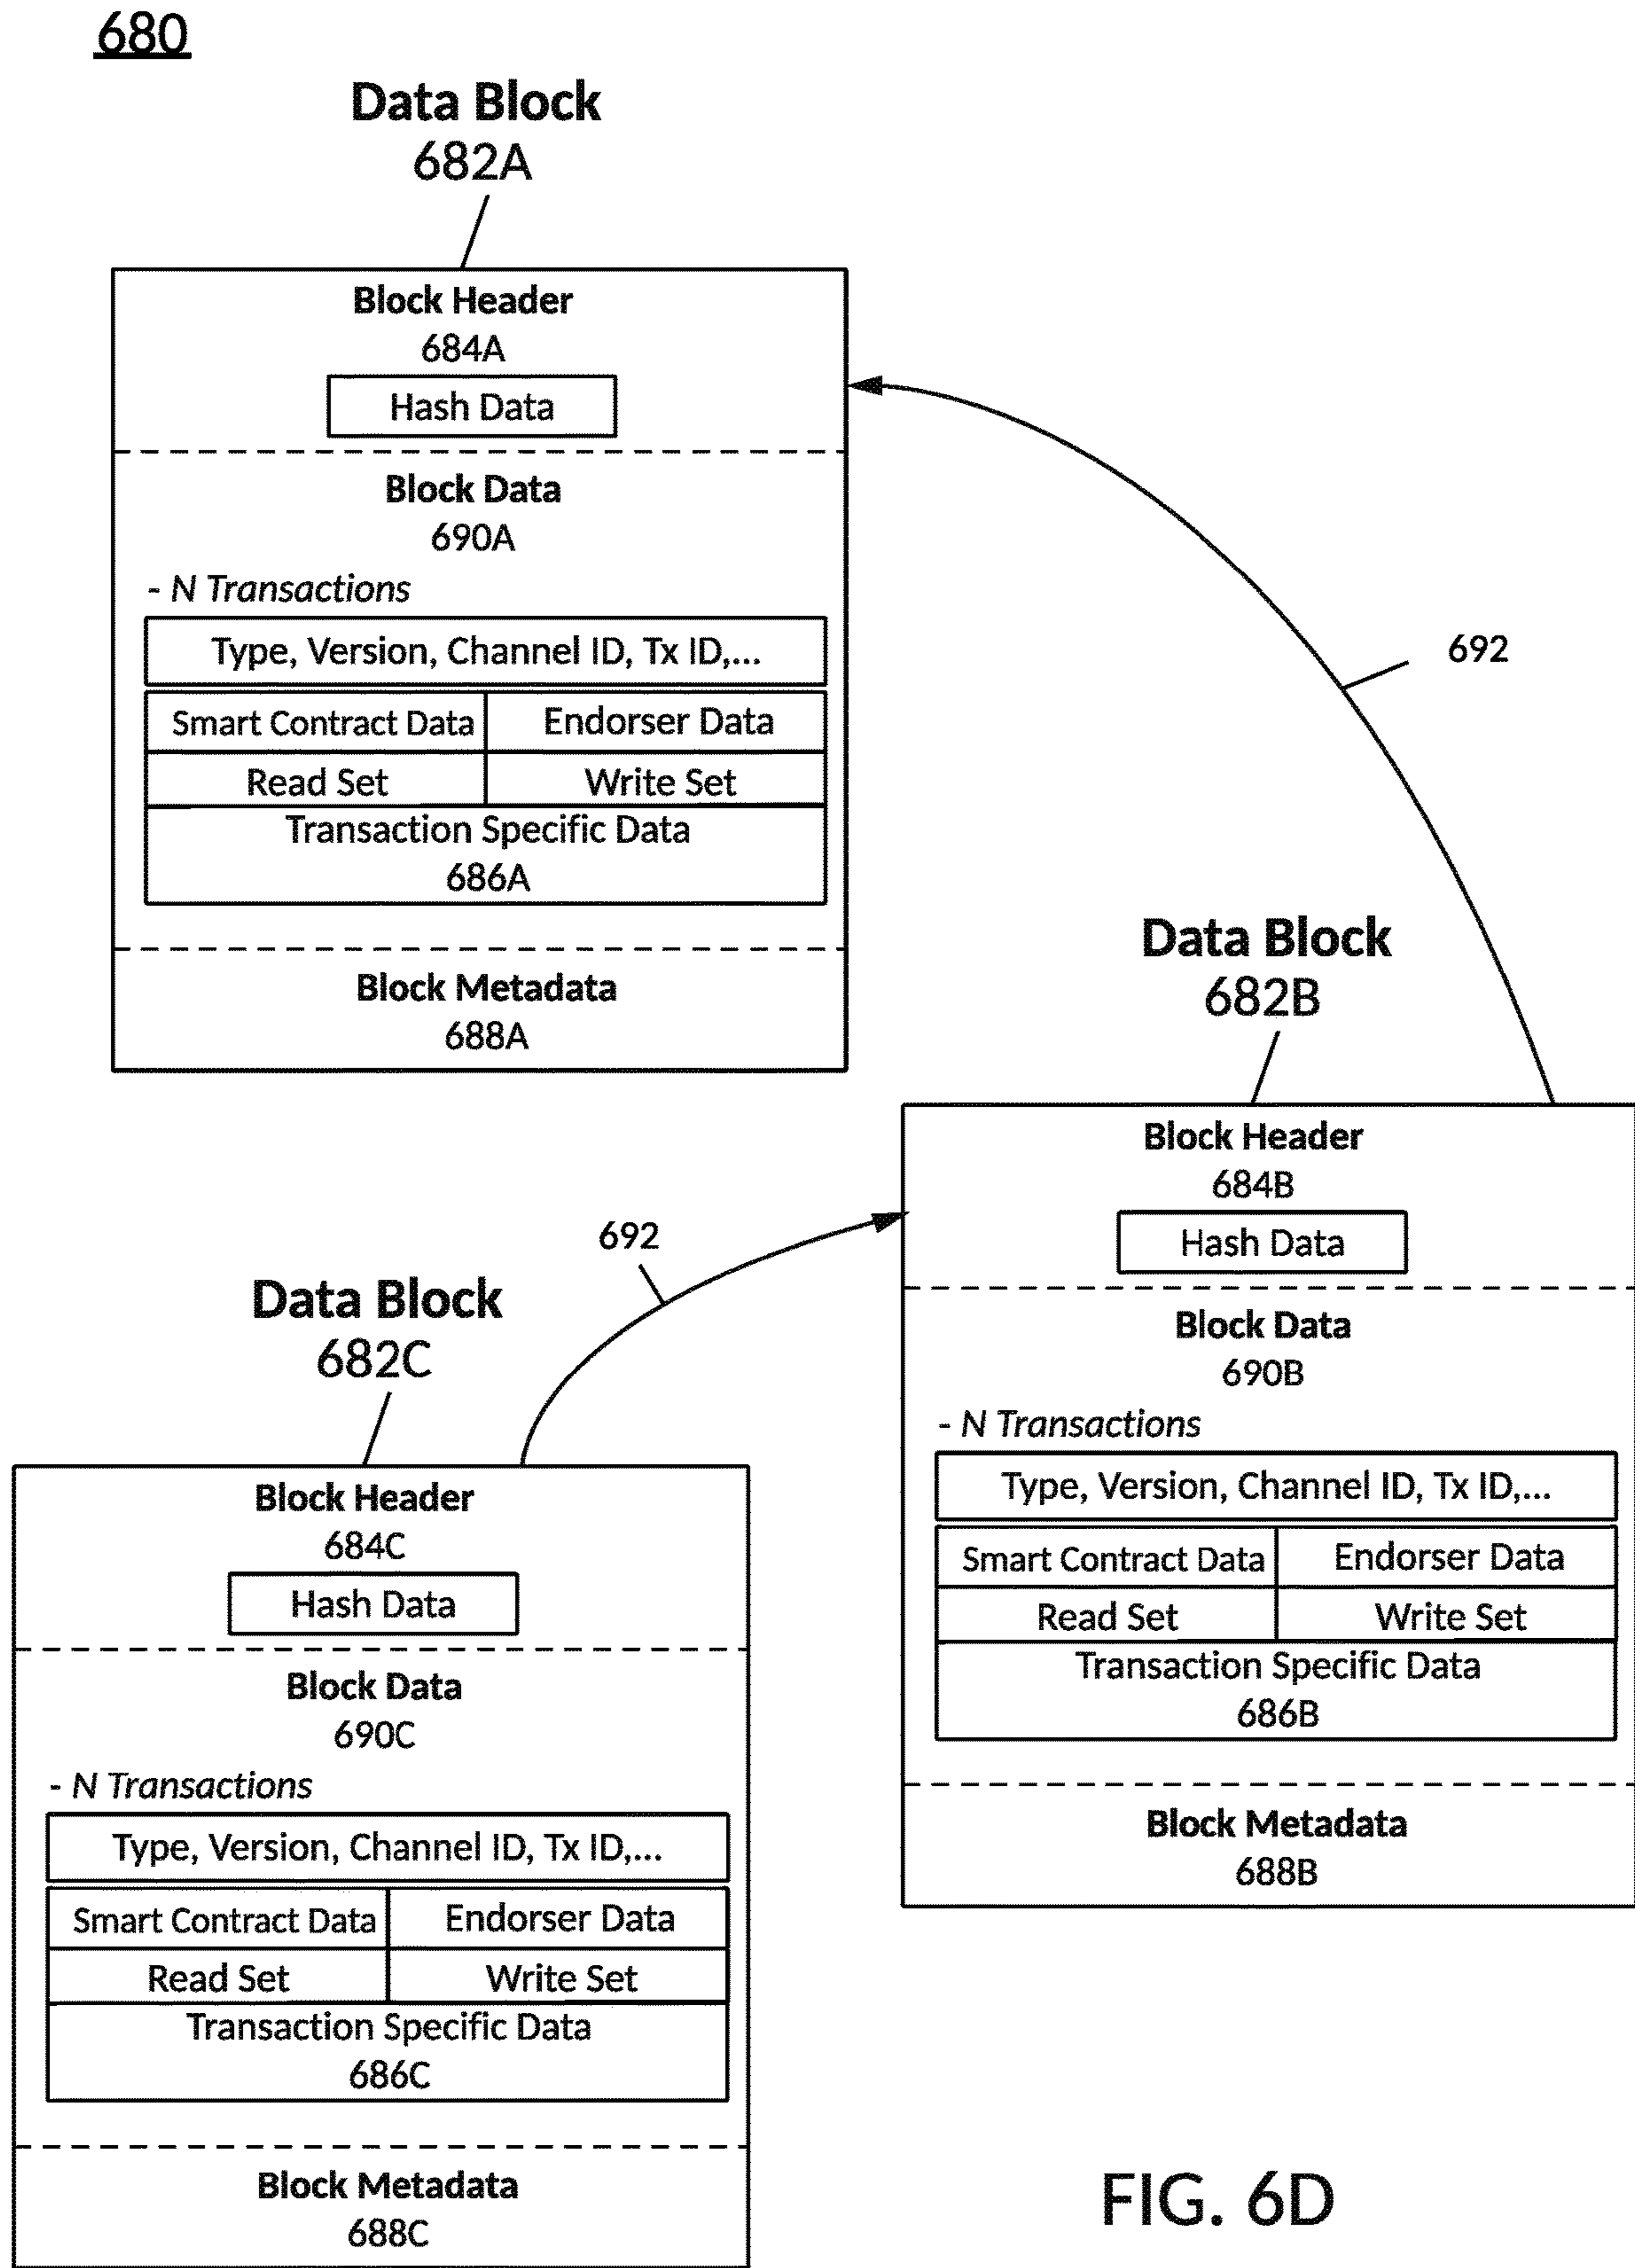 680
Data Block
682A
Block Header
684A
Hash Data
Block Data
690A
- N Transactions
Type, Version, Channel ID, Tx ID,...
Smart Contract Data
Endorser Data
Read Set
Write Set
Transaction Specific Data
686A
Block Metadata
688A
692
Data Block
682B
Block Header
684B
Hash Data
Block Data
690B
- N Transactions
Type, Version, Channel ID, Tx ID,...
Smart Contract Data
Endorser Data
Read Set
Write Set
Transaction Specific Data
686B
Block Metadata
688B
692
Data Block
682C
Block Header
684C
Hash Data
Block Data
690C
- N Transactions
Type, Version, Channel ID, Tx ID,...
Smart Contract Data
Endorser Data
Read Set
Write Set
Transaction Specific Data
686C
Block Metadata
688C
FIG. 6D